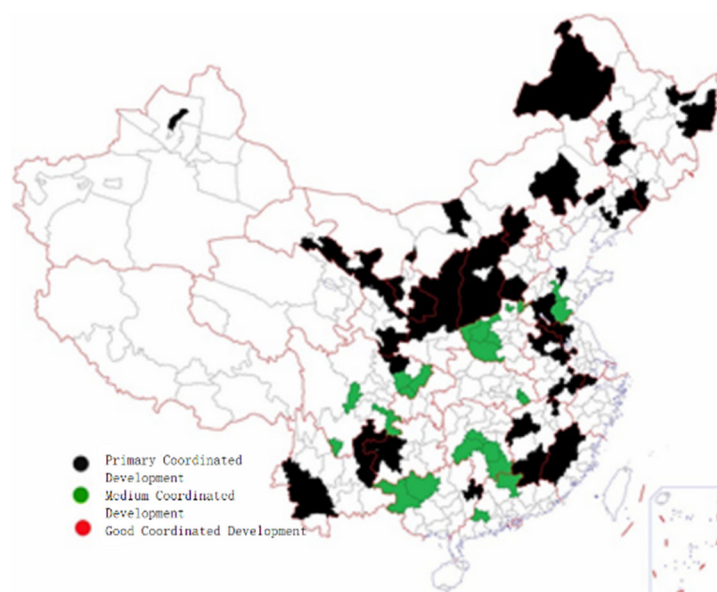 Primary Coordinated
Development
Medium Coordinated
Development
Good Coordinated Development